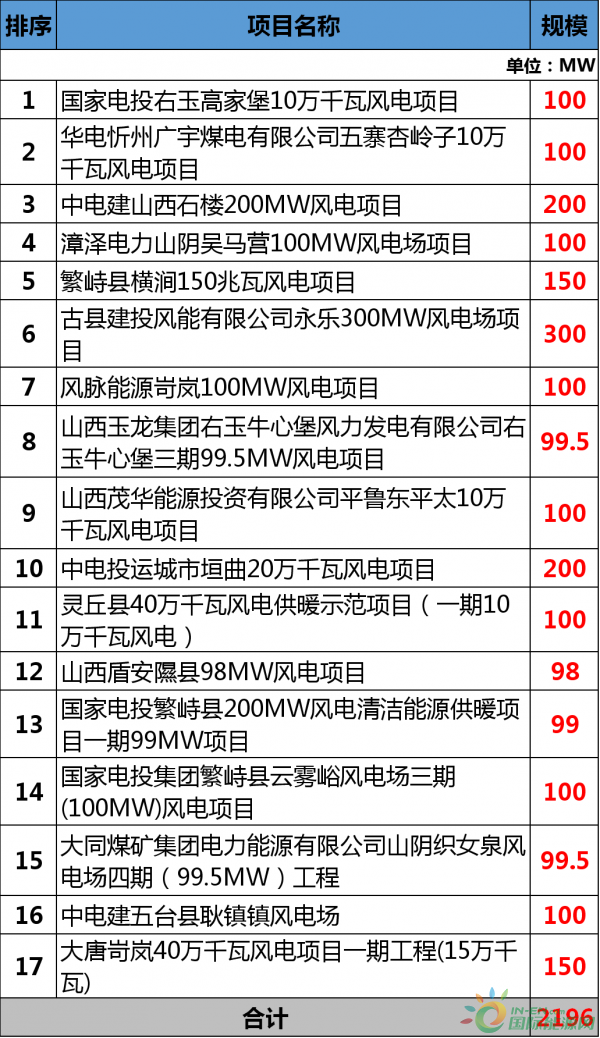 排序 项目名称 规模
单位：MW
1 国家电投右玉高家堡10万千瓦风电项目 100
2 华电忻州广宇煤电有限公司五寨杏岭子10万
千瓦风电项目 100
3 中电建山西石楼200MW风电项目 200
4 漳泽电力山阴吴马营100MW风电场项目 100
5 繁峙县横涧150兆瓦风电项目 150
6 古县建投风能有限公司永乐300MW风电场项
目 300
7 风脉能源岢岚100MW风电项目 100
8 山西玉龙集团右玉牛心堡风力发电有限公司右
玉牛心堡三期99.5MW风电项目 99.5
9 山西茂华能源投资有限公司平鲁东平太10万
千瓦风电项目 100
10 中电投运城市垣曲20万千瓦风电项目 200
11 灵丘县40万千瓦风电供暖示范项目（一期10
万千瓦风电） 100
12 山西盾安隰县98MW风电项目 98
13 国家电投繁峙县200MW风电清洁能源供暖项
目一期99MW项目 99
14 国家电投集团繁峙县云雾峪风电场三期
(100MW)风电项目 100
15 大同煤矿集团电力能源有限公司山阴织女泉风
电场四期（99.5MW）工程 99.5
16 中电建五台县耿镇镇风电场 100
17 大唐岢岚40万千瓦风电项目一期工程(15万千
瓦) 150
合计 2196
国际能源网